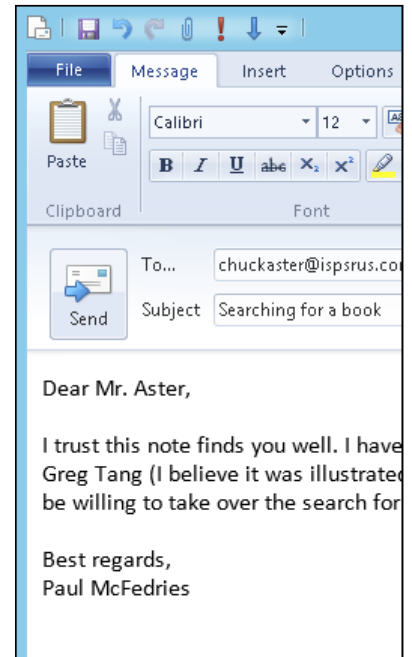 File Message Insert Options
Calibri 12
Paste B I U abc X₂ X²
Clipboard Font
To... chuckaster@ispsrus.co
Send Subject Searching for a book
Dear Mr. Aster,
I trust this note finds you well. I have
Greg Tang (I believe it was illustrated
be willing to take over the search for
Best regards,
Paul McFedries